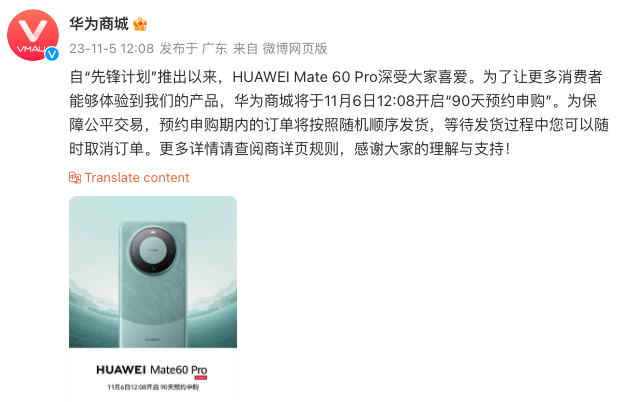 华为商城
V
VMALL
V
23-11-5 12:08 发布于 广东 来自 微博网页版
自“先锋计划”推出以来，HUAWEI Mate 60 Pro深受大家喜爱。为了让更多消费者
能够体验到我们的产品，华为商城将于11月6日12:08开启“90天预约申购”。为保
障公平交易，预约申购期内的订单将按照随机顺序发货，等待发货过程中您可以随
时取消订单。更多详情请查阅商详页规则，感谢大家的理解与支持！
Translate content
HUAWEI
HUAWEI Mate60 Pro
11月6日12:08开启 90天预约申购